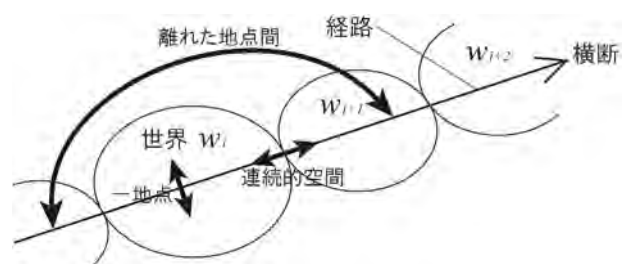 離れた地点間
経路
w_{i+2}
横断
w_{i+1}
世界 w_i
連続的空間
一地点